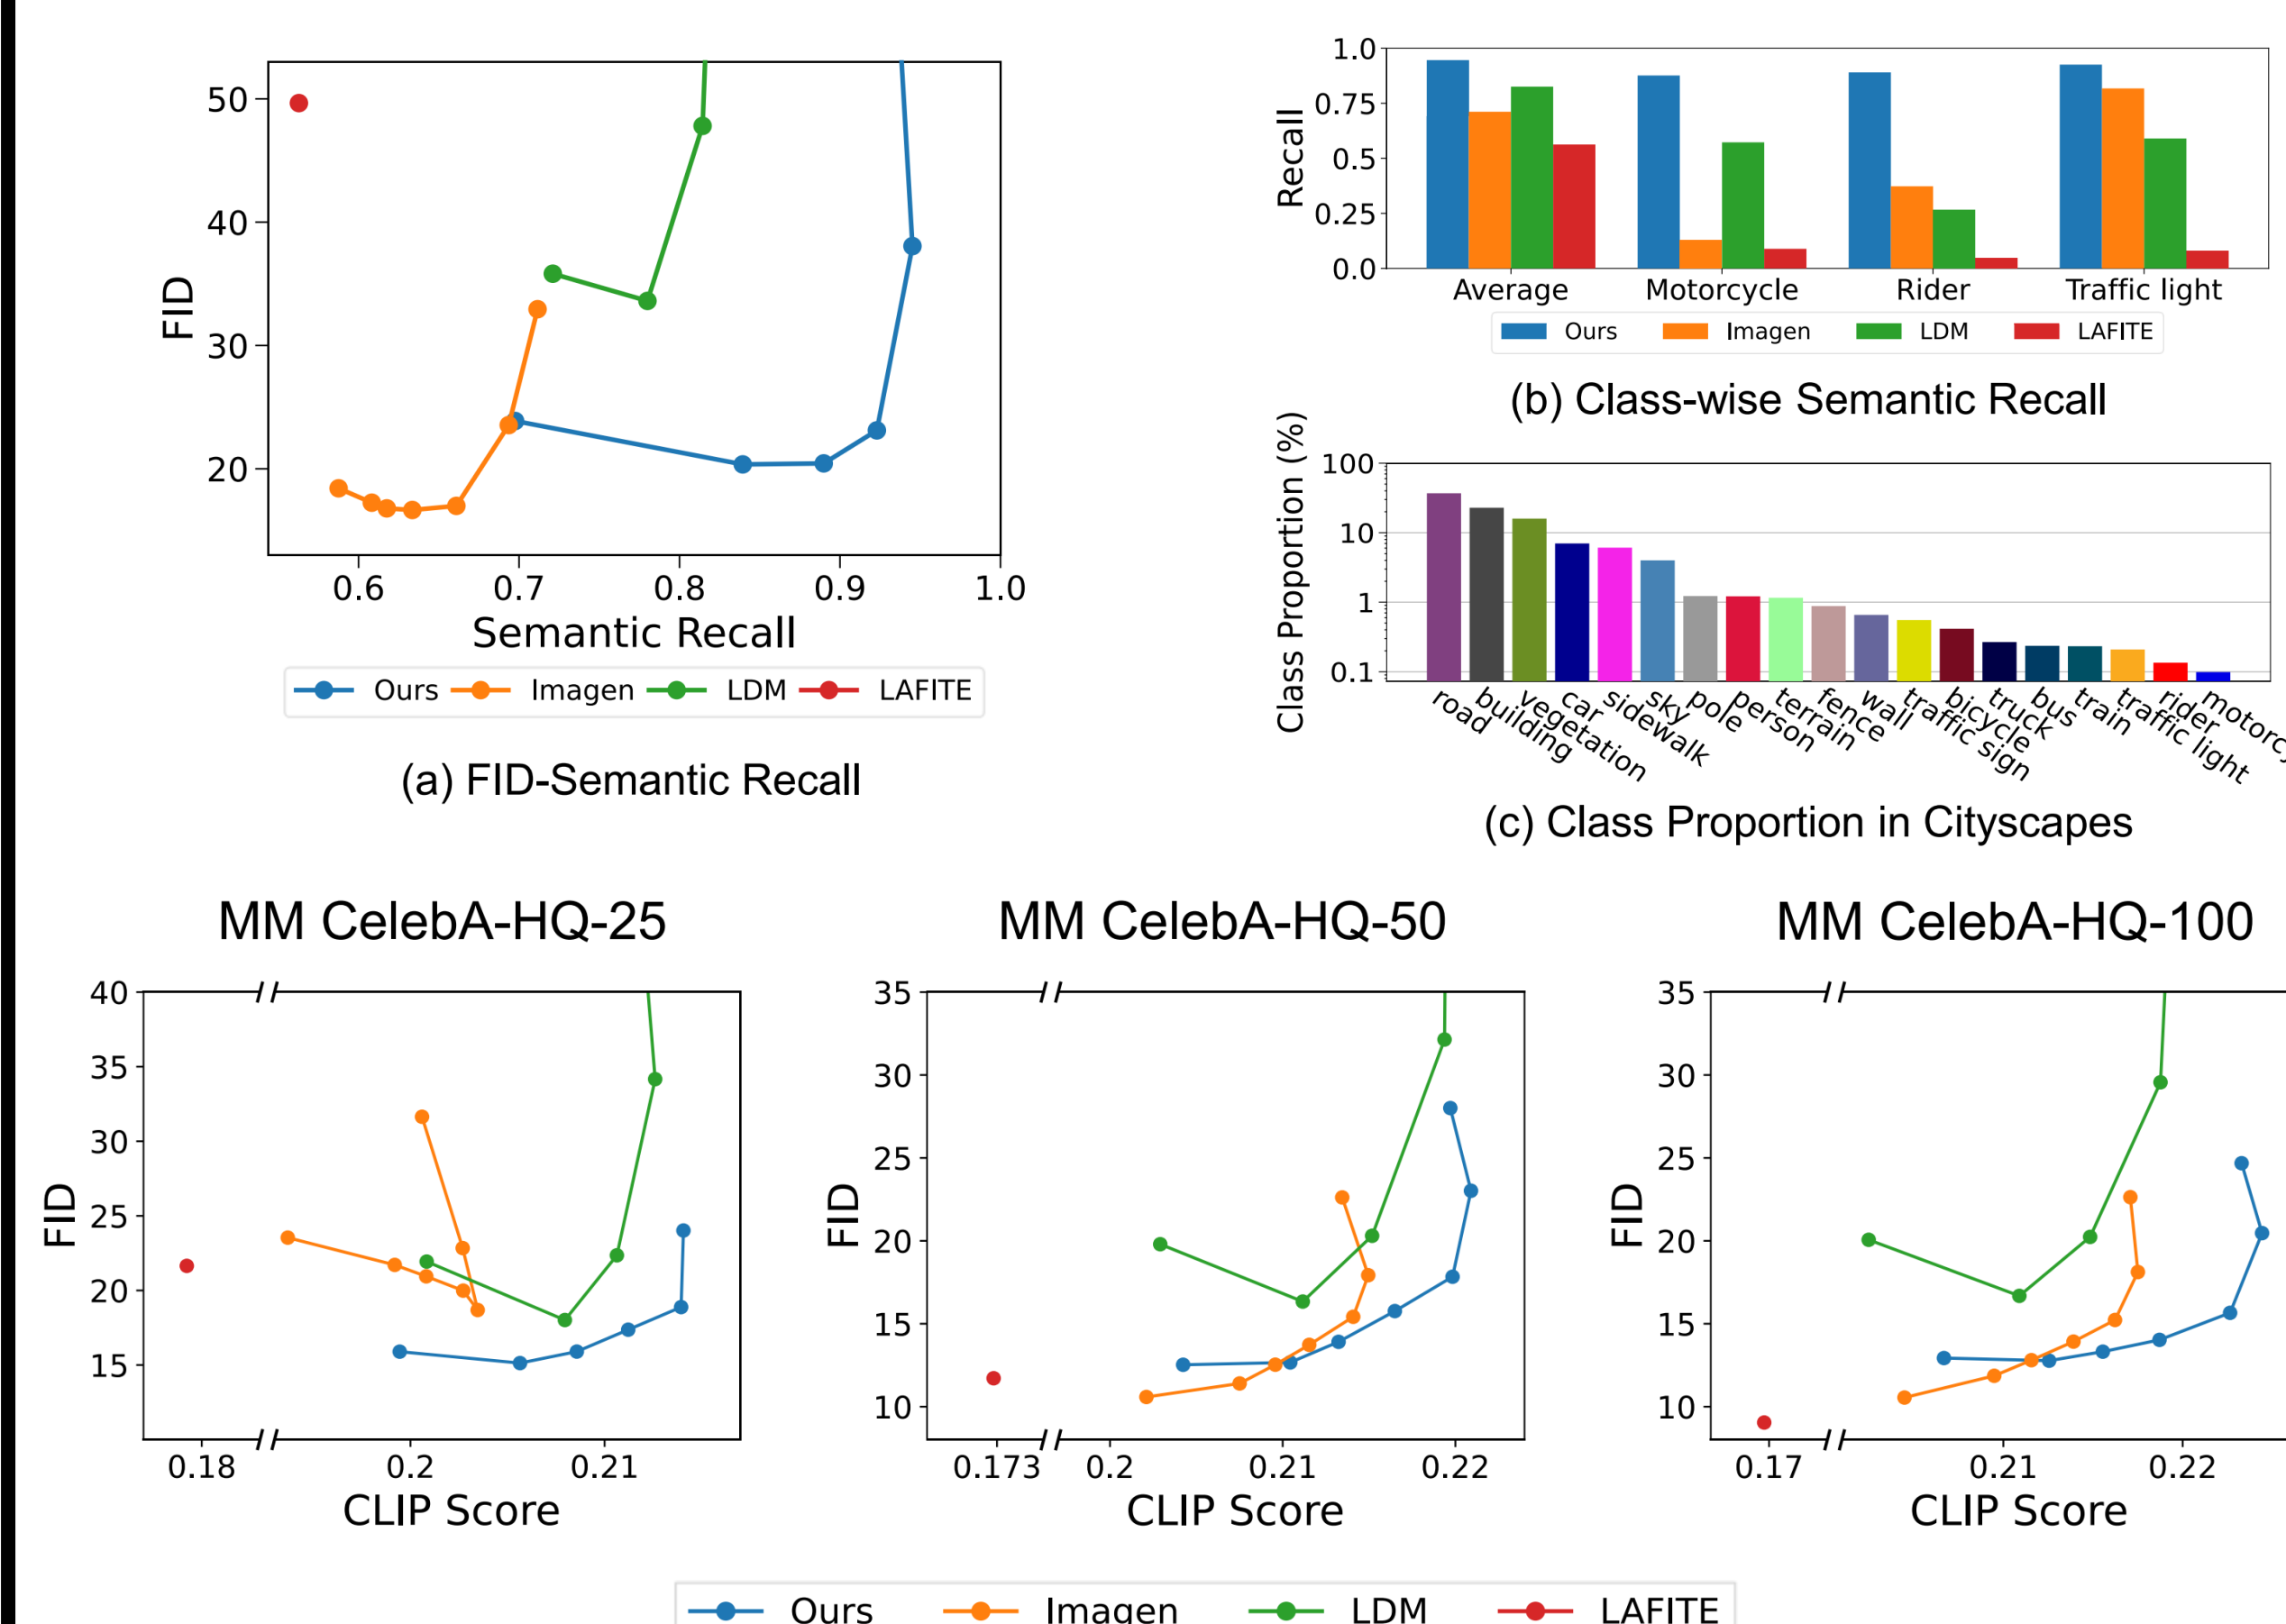 50
40
30
20
FID
0.6 0.7 0.8 0.9 1.0
Semantic Recall
Ours Imagen LDM LAFITE
(a) FID-Semantic Recall
1.0
0.75
0.5
0.25
0.0
Recall
Average Motorcycle Rider Traffic light
Ours Imagen LDM LAFITE
(b) Class-wise Semantic Recall
100
10
1
0.1
Class Proportion (%)
road
building
vegetation
car
sidewalk
sky
pole
person
terrain
fence
wall
traffic sign
bicycle
truck
bus
train
traffic light
rider
motorcy
(c) Class Proportion in Cityscapes
MM CelebA-HQ-25
40
35
30
25
20
15
FID
0.18 0.2 0.21
CLIP Score
MM CelebA-HQ-50
35
30
25
20
15
10
FID
0.173 0.2 0.21 0.22
CLIP Score
MM CelebA-HQ-100
35
30
25
20
15
10
FID
0.17 0.21 0.22
CLIP Score
Ours Imagen LDM LAFITE